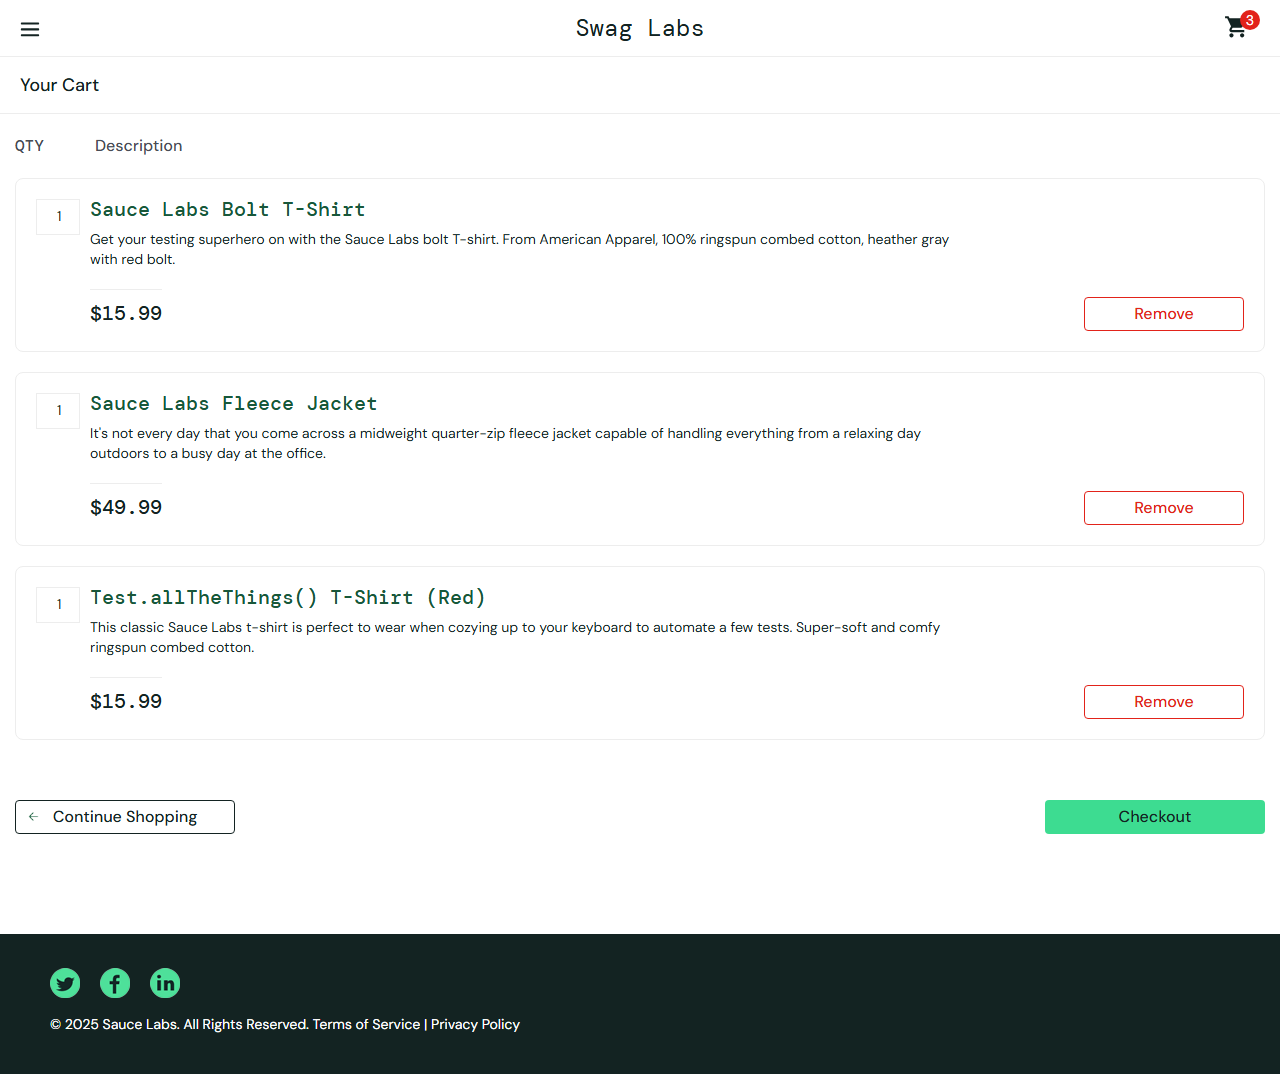 Swag Labs
3
Your Cart
QTY Description
1
Sauce Labs Bolt T-Shirt
Get your testing superhero on with the Sauce Labs bolt T-shirt. From American Apparel, 100% ringspun combed cotton, heather gray
with red bolt.
$15.99
Remove
1
Sauce Labs Fleece Jacket
It's not every day that you come across a midweight quarter-zip fleece jacket capable of handling everything from a relaxing day
outdoors to a busy day at the office.
$49.99
Remove
1
Test.allTheThings() T-Shirt (Red)
This classic Sauce Labs t-shirt is perfect to wear when cozying up to your keyboard to automate a few tests. Super-soft and comfy
ringspun combed cotton.
$15.99
Remove
Continue Shopping
Checkout
© 2025 Sauce Labs. All Rights Reserved. Terms of Service | Privacy Policy